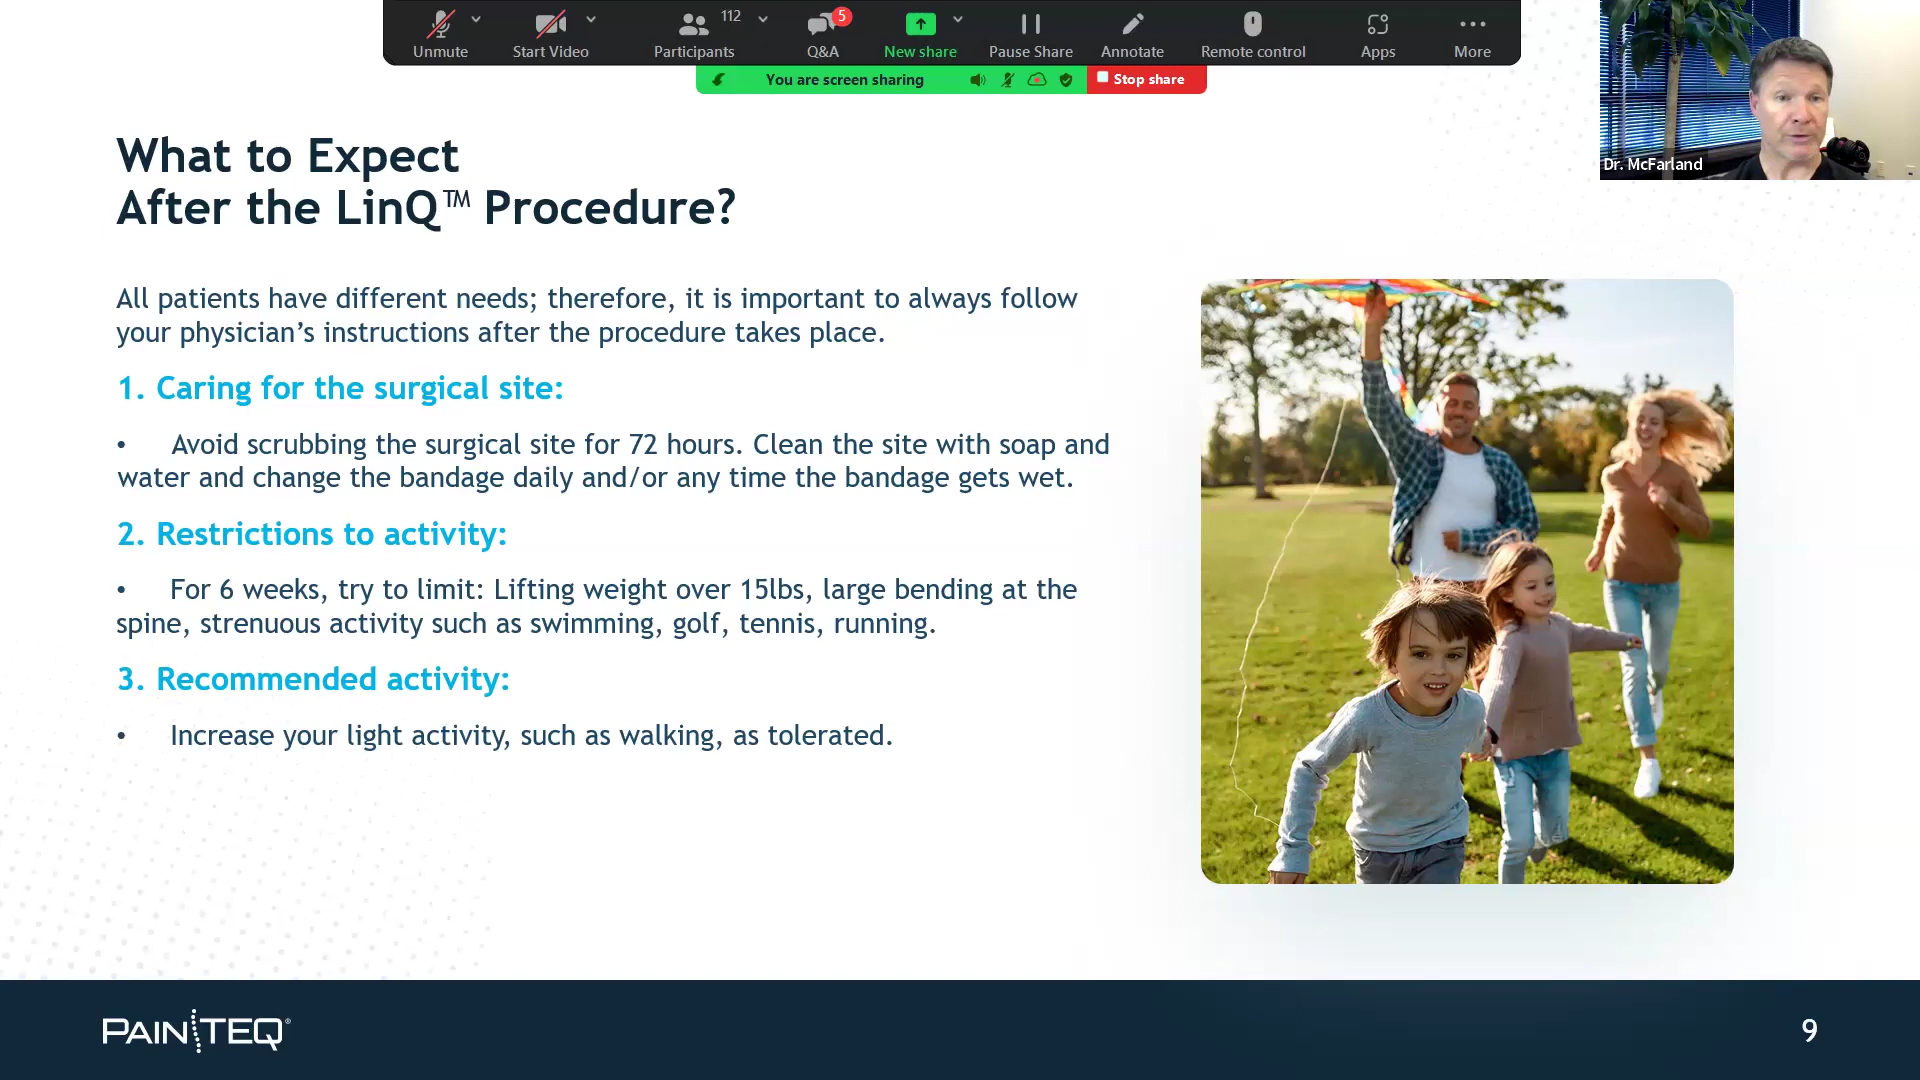 Unmute
Start Video
112
Participants
5
Q&A
New share
Pause Share
Annotate
Remote control
Apps
More
You are screen sharing
Stop share
Dr. McFarland
What to Expect
After the LinQ™ Procedure?
All patients have different needs; therefore, it is important to always follow
your physician’s instructions after the procedure takes place.
1. Caring for the surgical site:
• Avoid scrubbing the surgical site for 72 hours. Clean the site with soap and
water and change the bandage daily and/or any time the bandage gets wet.
2. Restrictions to activity:
• For 6 weeks, try to limit: Lifting weight over 15lbs, large bending at the
spine, strenuous activity such as swimming, golf, tennis, running.
3. Recommended activity:
• Increase your light activity, such as walking, as tolerated.
PAINTEQ®
9